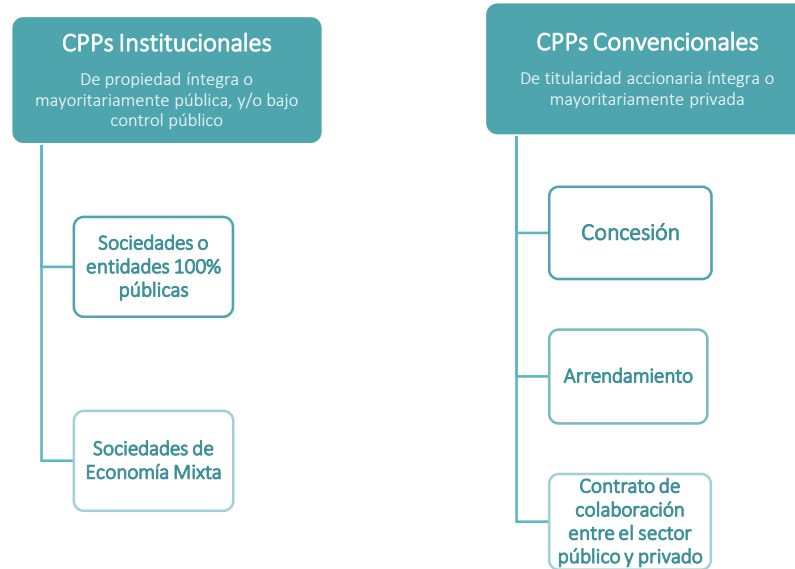 CPPs Institucionales
De propiedad íntegra o
mayoritariamente pública, y/o bajo
control público
Sociedades o
entidades 100%
públicas
Sociedades de
Economía Mixta
CPPs Convencionales
De titularidad accionaria íntegra o
mayoritariamente privada
Concesión
Arrendamiento
Contrato de
colaboración
entre el sector
público y privado